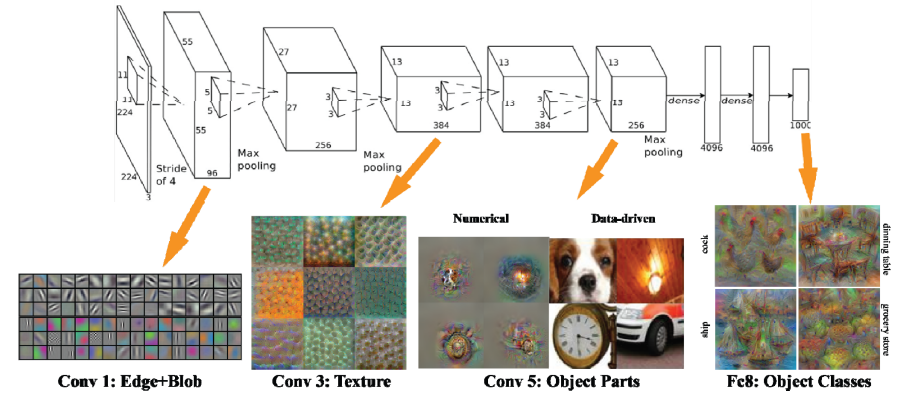 55
27
13
13
13
11
5
3
3
3
11
5
27
3
13
3
13
3
13
dense
dense
224
55
384
384
256
1000
Max
pooling
256
4096
4096
Stride
of 4
Max
pooling
Max
pooling
224
96
3
Numerical
Data-driven
cock
dinning table
ship
grocery store
Conv 1: Edge+Blob
Conv 3: Texture
Conv 5: Object Parts
Fc8: Object Classes